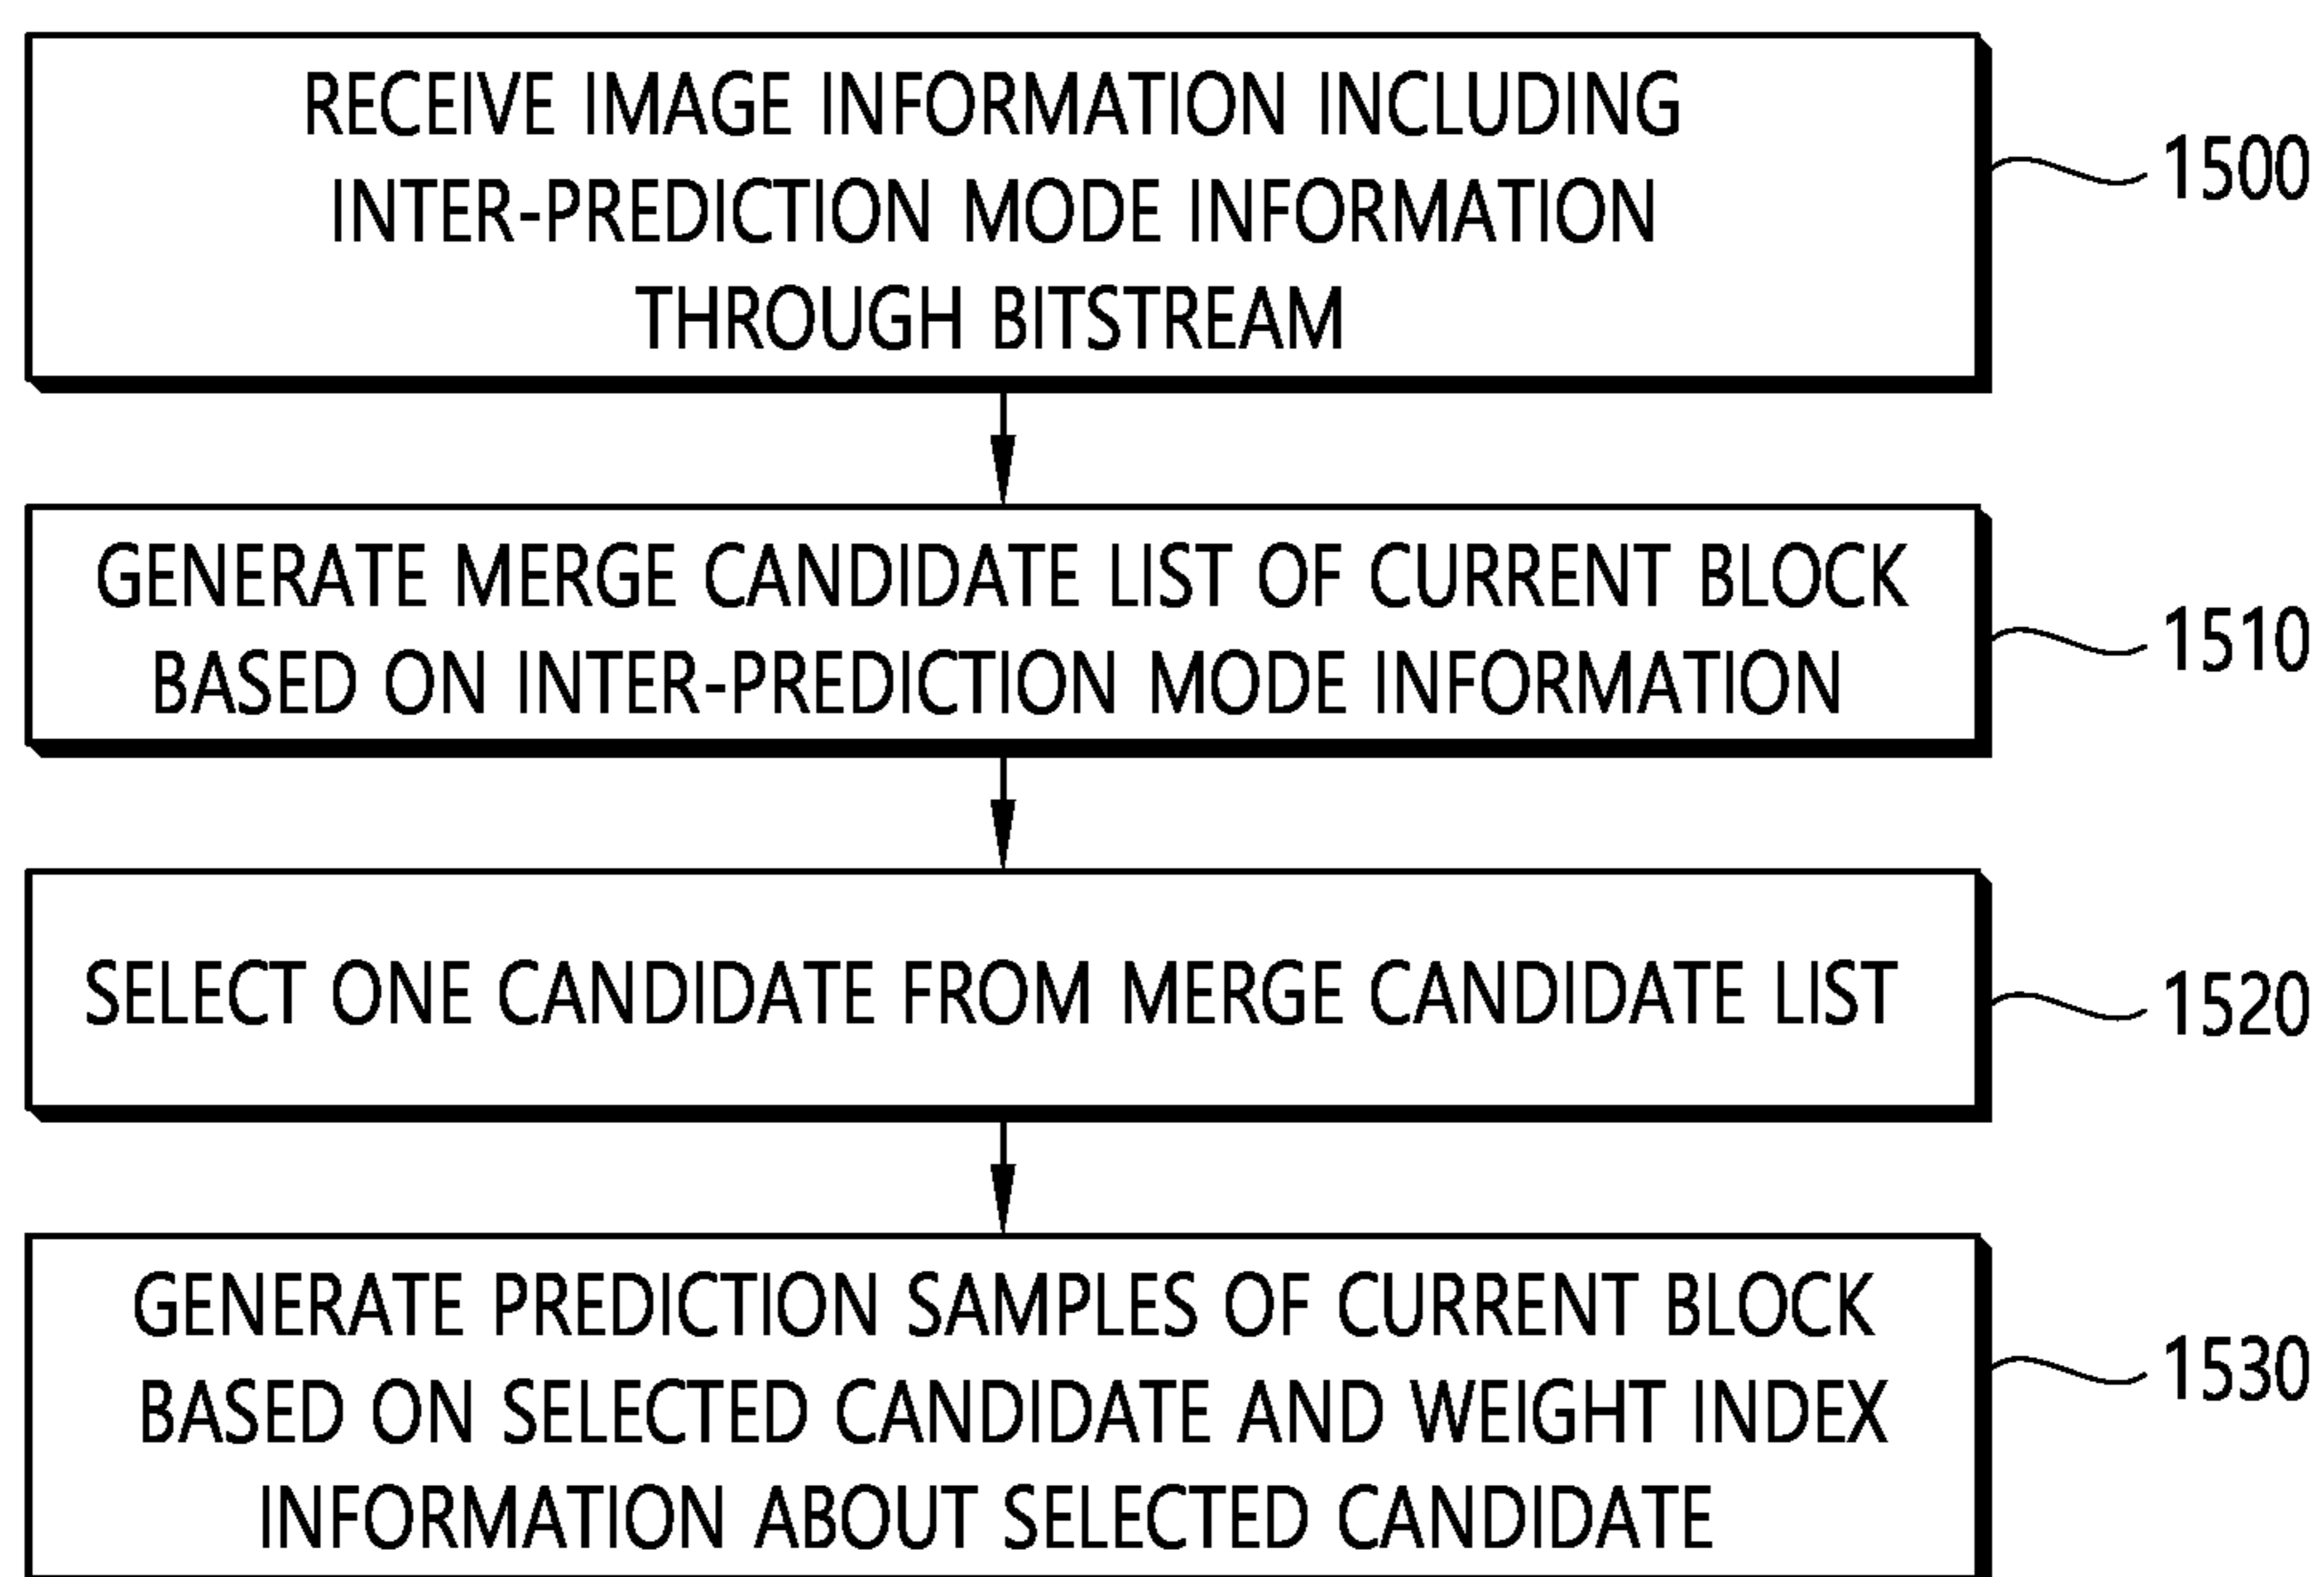 RECEIVE IMAGE INFORMATION INCLUDING
INTER-PREDICTION MODE INFORMATION
THROUGH BITSTREAM
1500
GENERATE MERGE CANDIDATE LIST OF CURRENT BLOCK
BASED ON INTER-PREDICTION MODE INFORMATION
1510
SELECT ONE CANDIDATE FROM MERGE CANDIDATE LIST
1520
GENERATE PREDICTION SAMPLES OF CURRENT BLOCK
BASED ON SELECTED CANDIDATE AND WEIGHT INDEX
INFORMATION ABOUT SELECTED CANDIDATE
1530